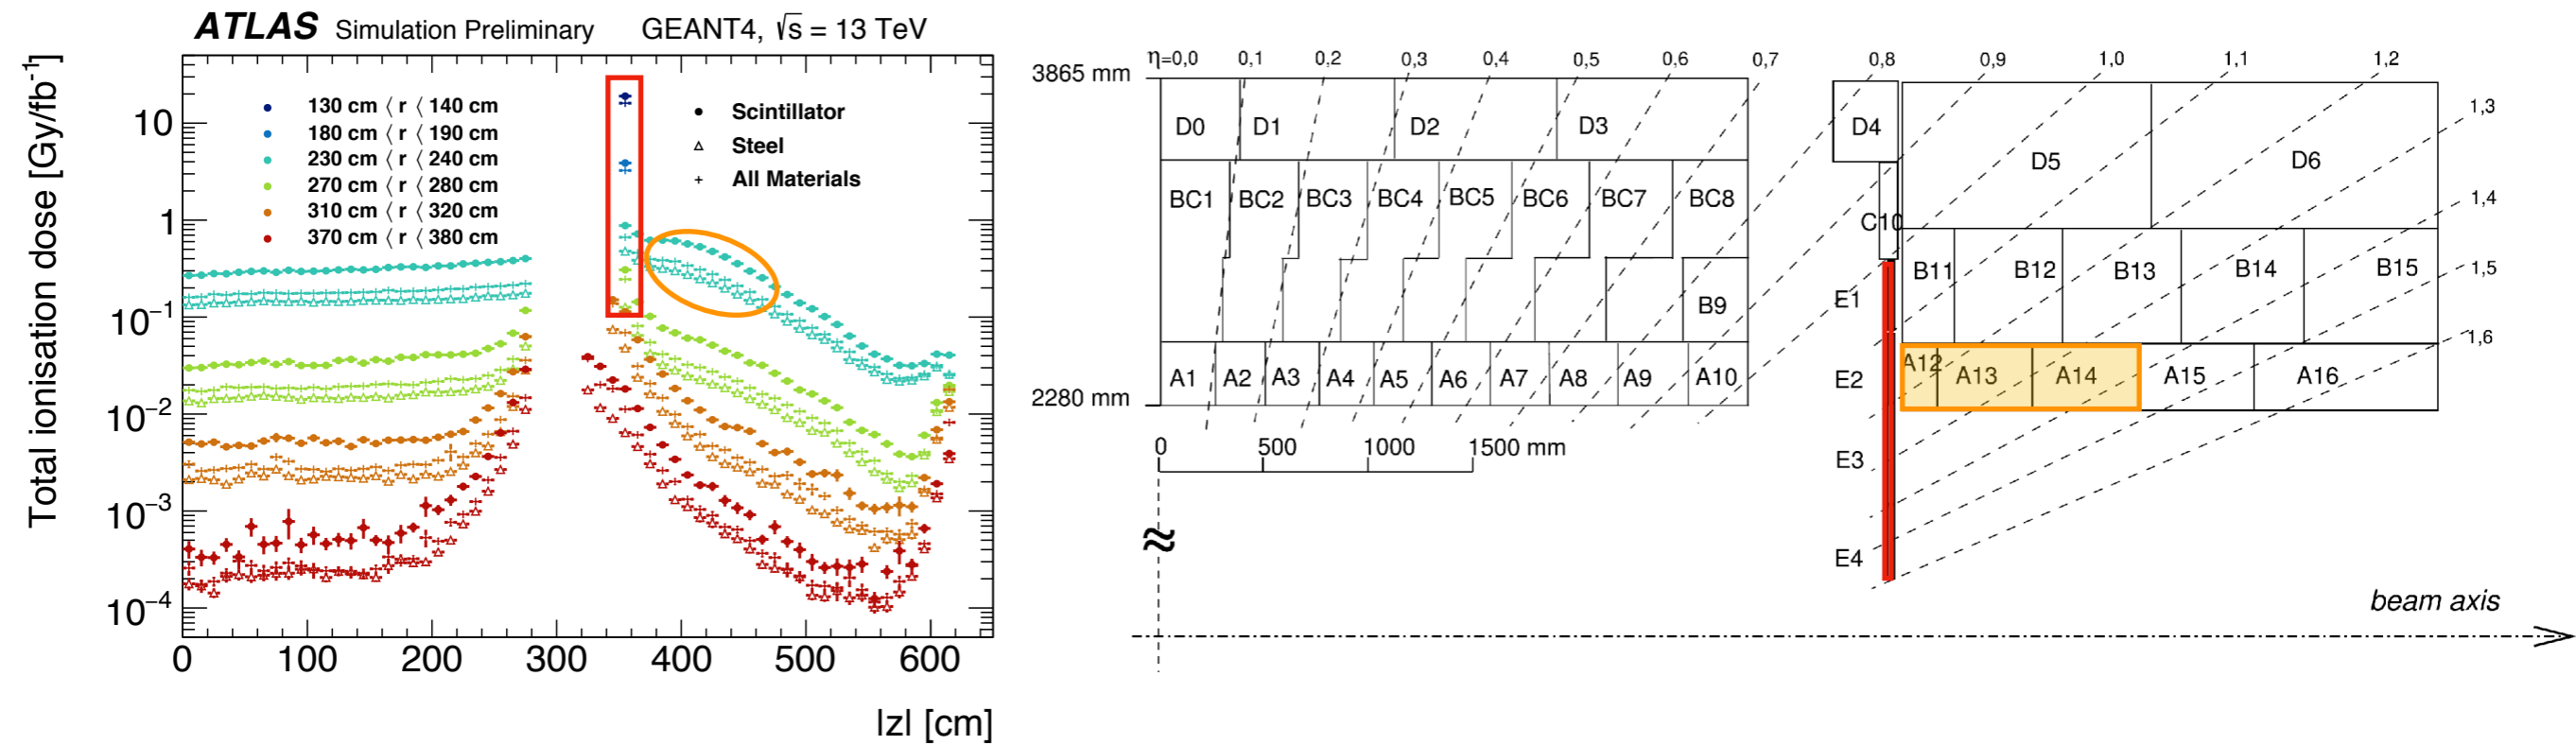 ATLAS Simulation Preliminary GEANT4, √s = 13 TeV
Total ionisation dose [Gy/fb⁻¹]
10
1
10⁻¹
10⁻²
10⁻³
10⁻⁴
130 cm ⟨ r ⟨ 140 cm
180 cm ⟨ r ⟨ 190 cm
230 cm ⟨ r ⟨ 240 cm
270 cm ⟨ r ⟨ 280 cm
310 cm ⟨ r ⟨ 320 cm
370 cm ⟨ r ⟨ 380 cm
Scintillator
Steel
All Materials
0 100 200 300 400 500 600
|z| [cm]
η=0,0 0,1 0,2 0,3 0,4 0,5 0,6 0,7 0,8 0,9 1,0 1,1 1,2
3865 mm
1,3
D0 D1 D2 D3 D4 D5 D6
BC1 BC2 BC3 BC4 BC5 BC6 BC7 BC8
1,4
C10
B9
B11 B12 B13 B14 B15
1,5
E1
1,6
A1 A2 A3 A4 A5 A6 A7 A8 A9 A10
E2
A12 A13 A14 A15 A16
2280 mm
0 500 1000 1500 mm
E3
E4
beam axis